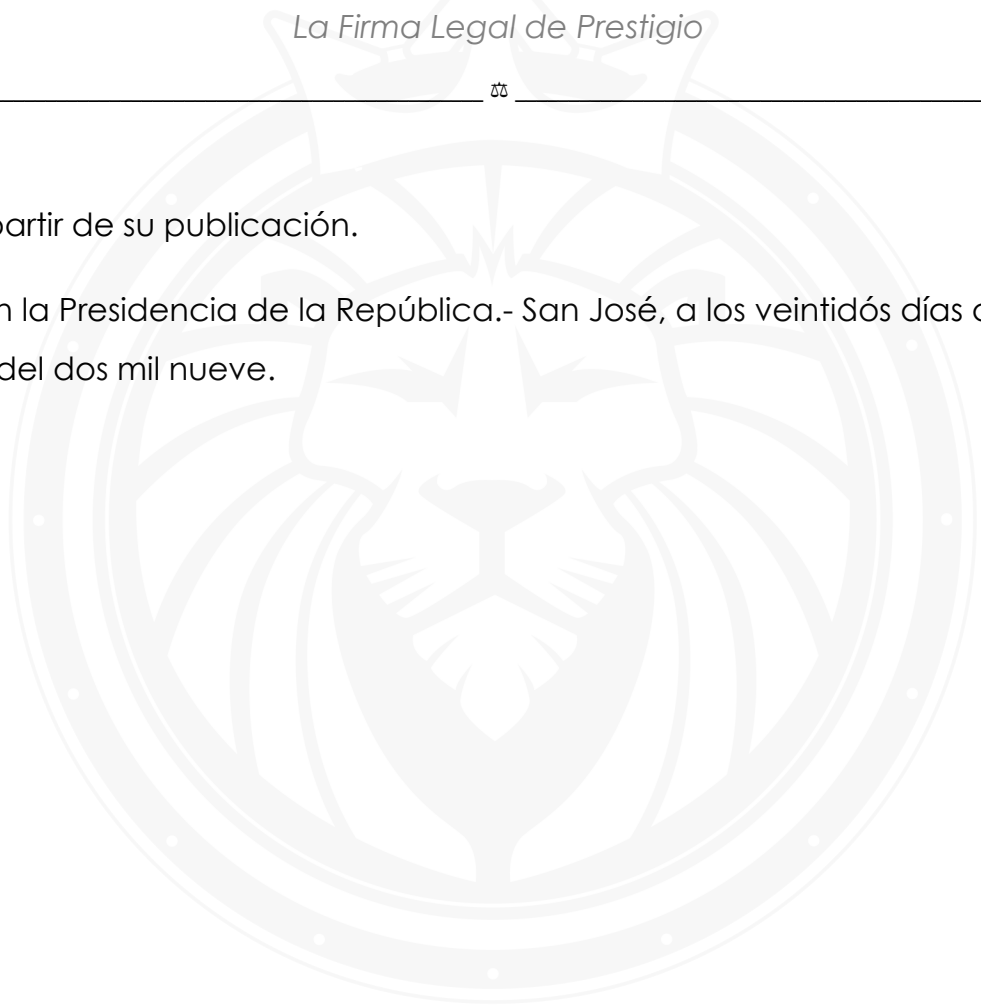 La Firma Legal de Prestigio
partir de su publicación.
la Presidencia de la República.- San José, a los veintidós días
del dos mil nueve.